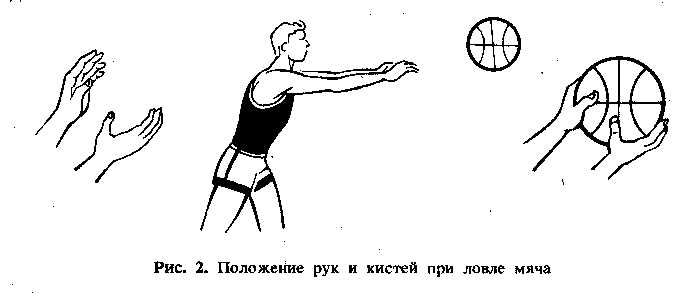 Рис. 2. Положение рук и кистей при ловле мяча